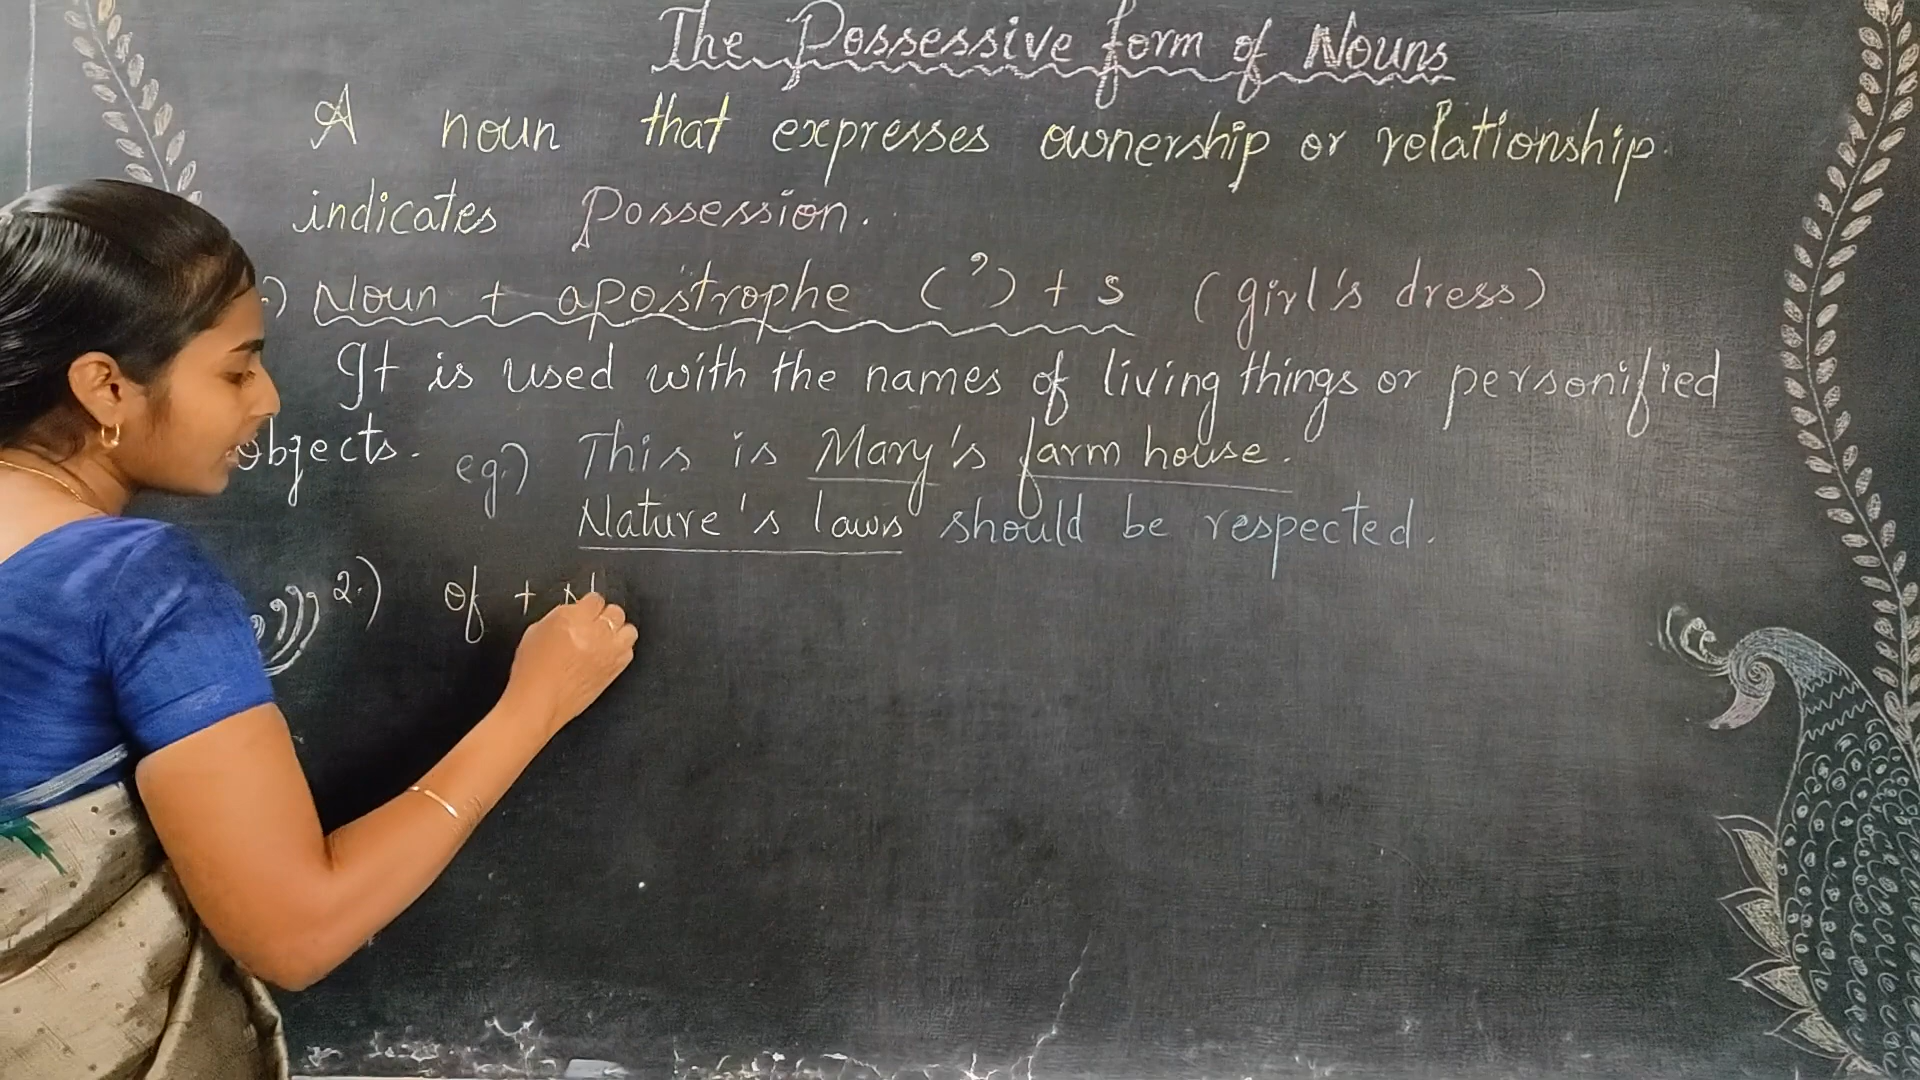 The Possessive form of Nouns
A noun that expresses ownership or relationship
indicates Possession.
) Noun + apostrophe (’) + s (girl's dress)
It is used with the names of living things or personified
objects. eg:) This is Mary's farm house.
Nature's laws should be respected.
2.) of + N